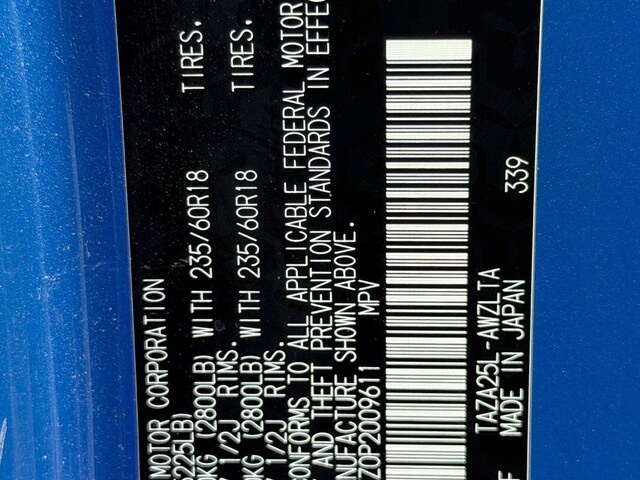 MOTOR CORPORATION
225LB)
KG (2800LB) WITH 235/60R18 TIRES.
1/2J RIMS.
KG (2800LB) WITH 235/60R18 TIRES.
1/2J RIMS.
CONFORMS TO ALL APPLICABLE FEDERAL MOTOR
AND THEFT PREVENTION STANDARDS IN EFFEC
NUFACTURE SHOWN ABOVE.
ZOP2009611 MPV
TAZA25L-AWZLTA 339
F MADE IN JAPAN